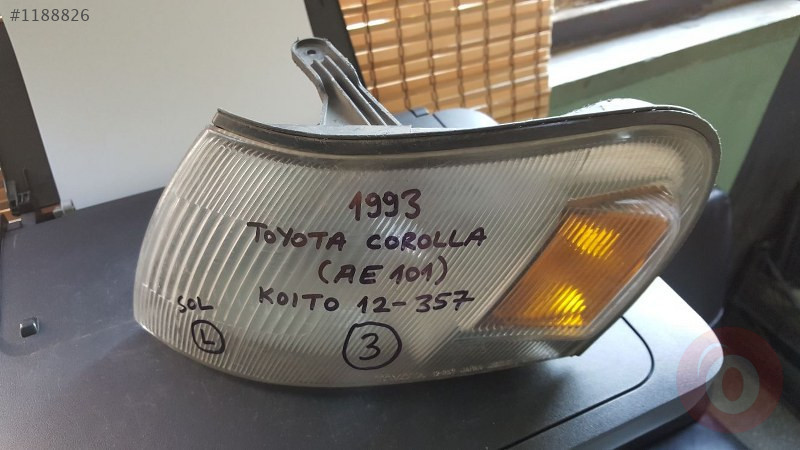 #1188826
1993
TOYOTA COROLLA
(AE101)
KOITO 12-357
SOL
L
3